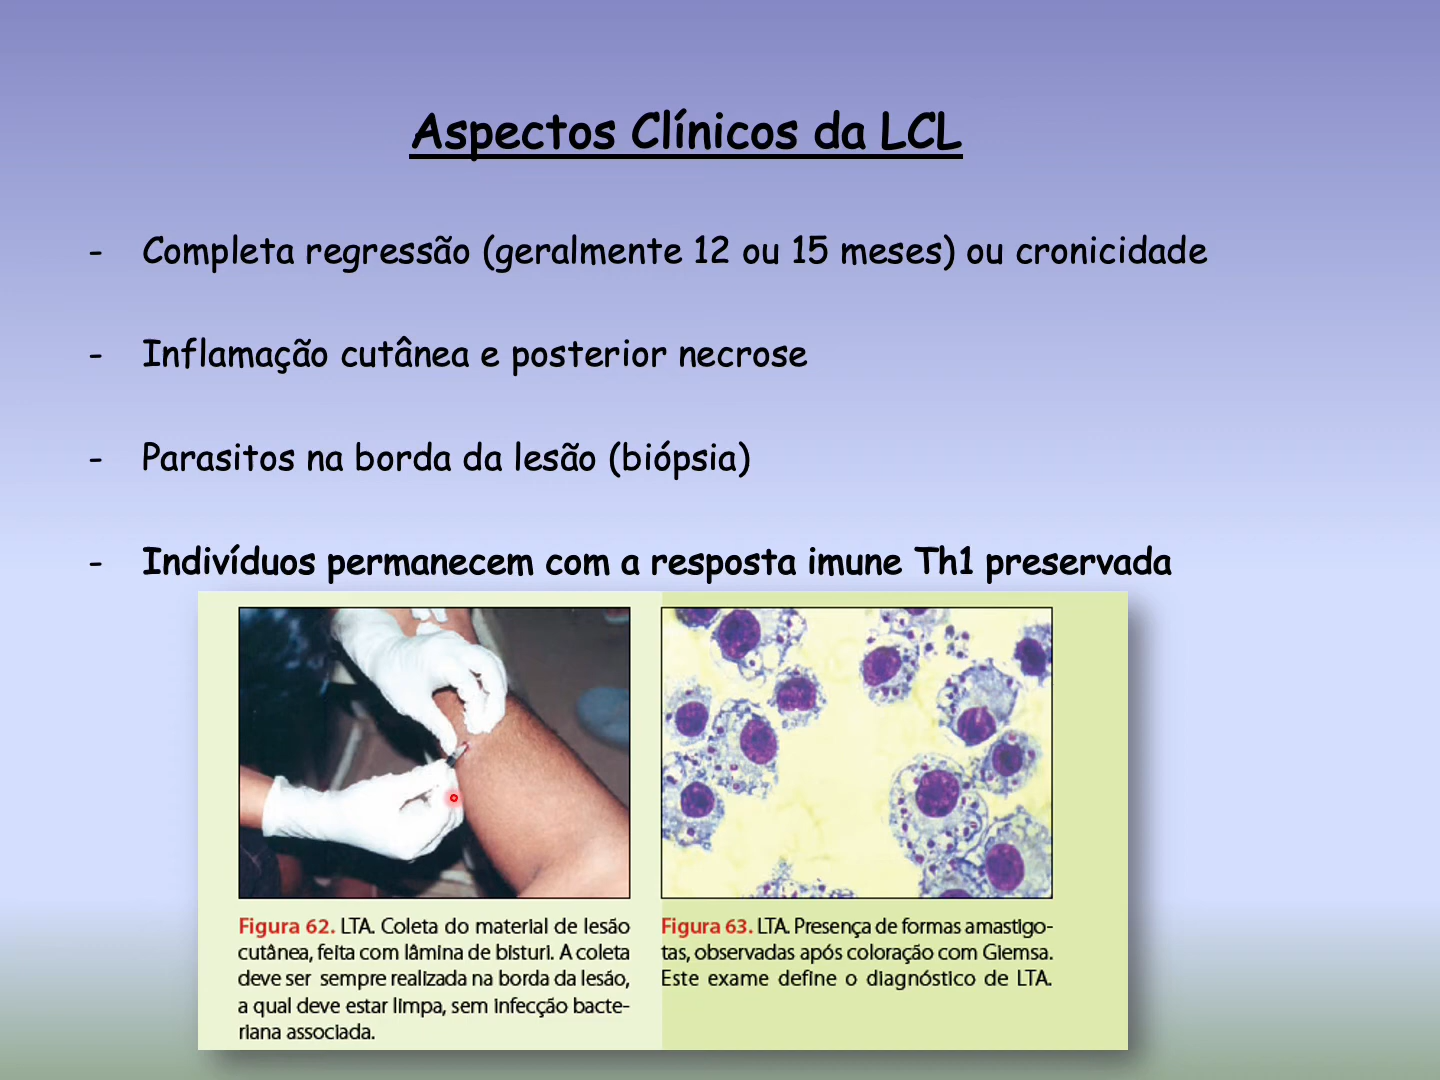 Aspectos Clínicos da LCL
- Completa regressão (geralmente 12 ou 15 meses) ou cronicidade
- Inflamação cutânea e posterior necrose
- Parasitos na borda da lesão (biópsia)
- Indivíduos permanecem com a resposta imune Th1 preservada
Figura 62. LTA. Coleta do material de lesão
cutânea, feita com lâmina de bisturi. A coleta
deve ser sempre realizada na borda da lesão,
a qual deve estar limpa, sem infecção bacte-
riana associada.
Figura 63. LTA. Presença de formas amastigo-
tas, observadas após coloração com Giemsa.
Este exame define o diagnóstico de LTA.